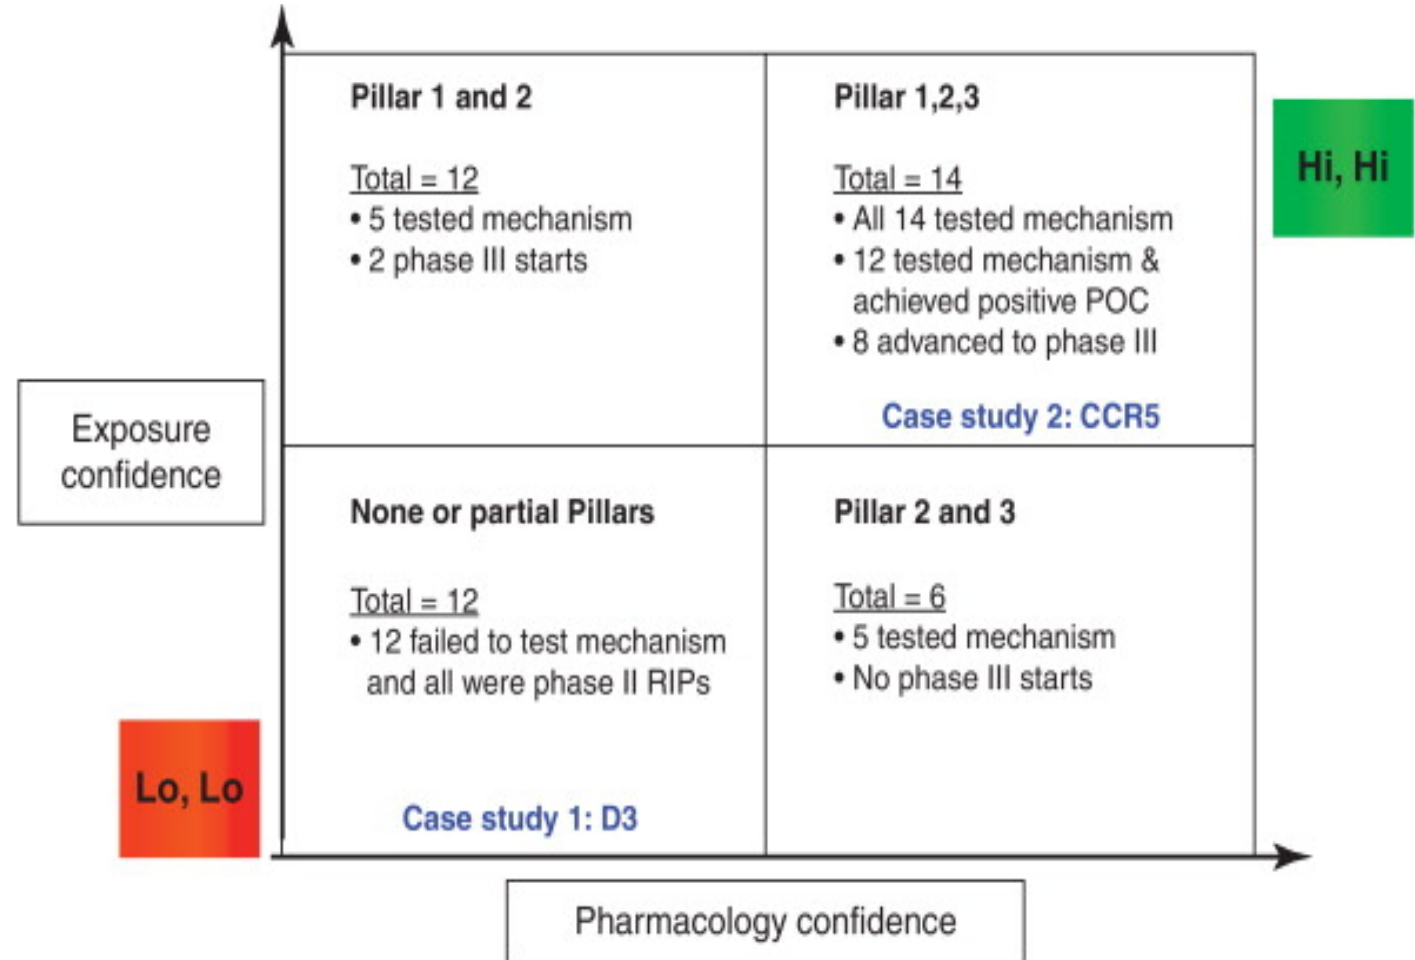 Pillar 1 and 2
Total = 12
• 5 tested mechanism
• 2 phase III starts
Pillar 1,2,3
Total = 14
• All 14 tested mechanism
• 12 tested mechanism &
achieved positive POC
• 8 advanced to phase III
Case study 2: CCR5
Hi, Hi
Exposure
confidence
None or partial Pillars
Total = 12
• 12 failed to test mechanism
and all were phase II RIPs
Case study 1: D3
Pillar 2 and 3
Total = 6
• 5 tested mechanism
• No phase III starts
Lo, Lo
Pharmacology confidence